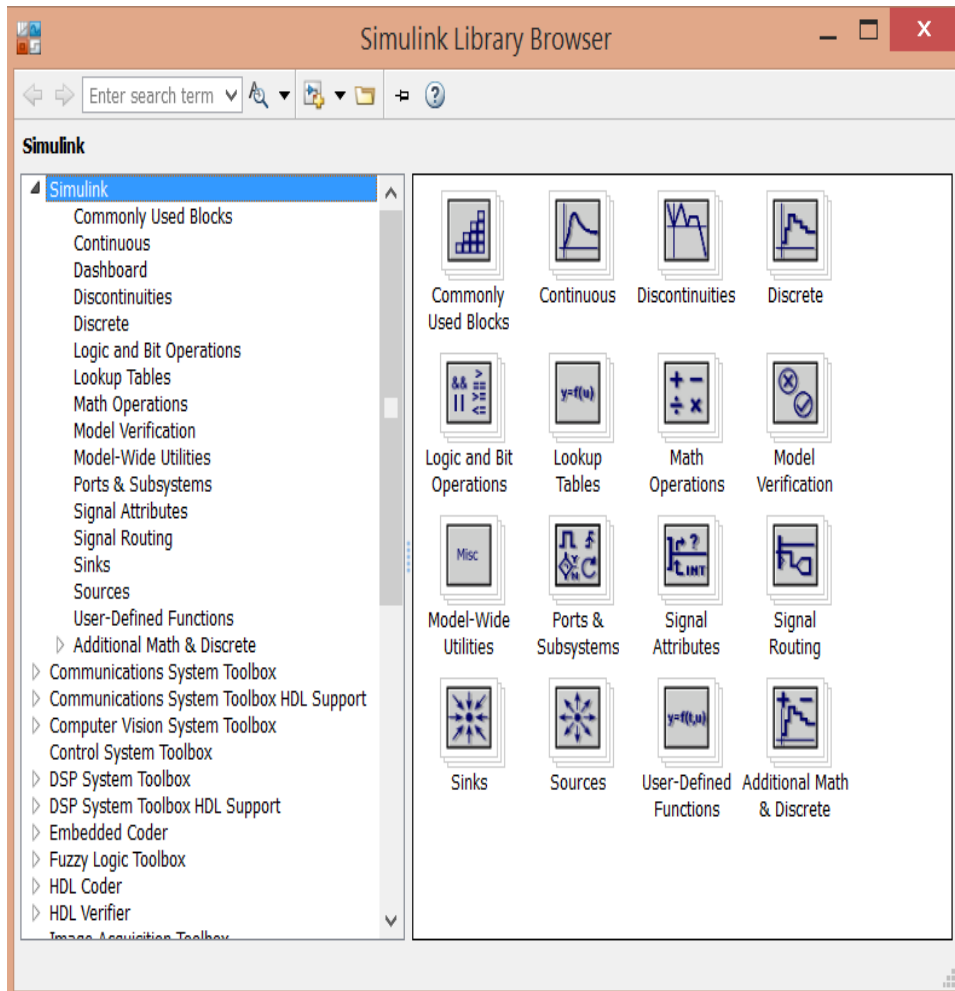 Simulink Library Browser
Enter search term
Simulink
Simulink
Commonly Used Blocks
Continuous
Dashboard
Discontinuities
Discrete
Logic and Bit Operations
Lookup Tables
Math Operations
Model Verification
Model-Wide Utilities
Ports & Subsystems
Signal Attributes
Signal Routing
Sinks
Sources
User-Defined Functions
Additional Math & Discrete
Communications System Toolbox
Communications System Toolbox HDL Support
Computer Vision System Toolbox
Control System Toolbox
DSP System Toolbox
DSP System Toolbox HDL Support
Embedded Coder
Fuzzy Logic Toolbox
HDL Coder
HDL Verifier
Image Acquisition Toolbox
Commonly
Used Blocks
Continuous
Discontinuities
Discrete
&& > == 
|| >= <=
Logic and Bit
Operations
y=f(u)
Lookup
Tables
+ −
÷ x
Math
Operations
Model
Verification
Misc
Model-Wide
Utilities
Y
N
Ports &
Subsystems
?
INT
Signal
Attributes
Signal
Routing
Sinks
Sources
y=f(t,u)
User-Defined
Functions
+ −
Additional Math
& Discrete